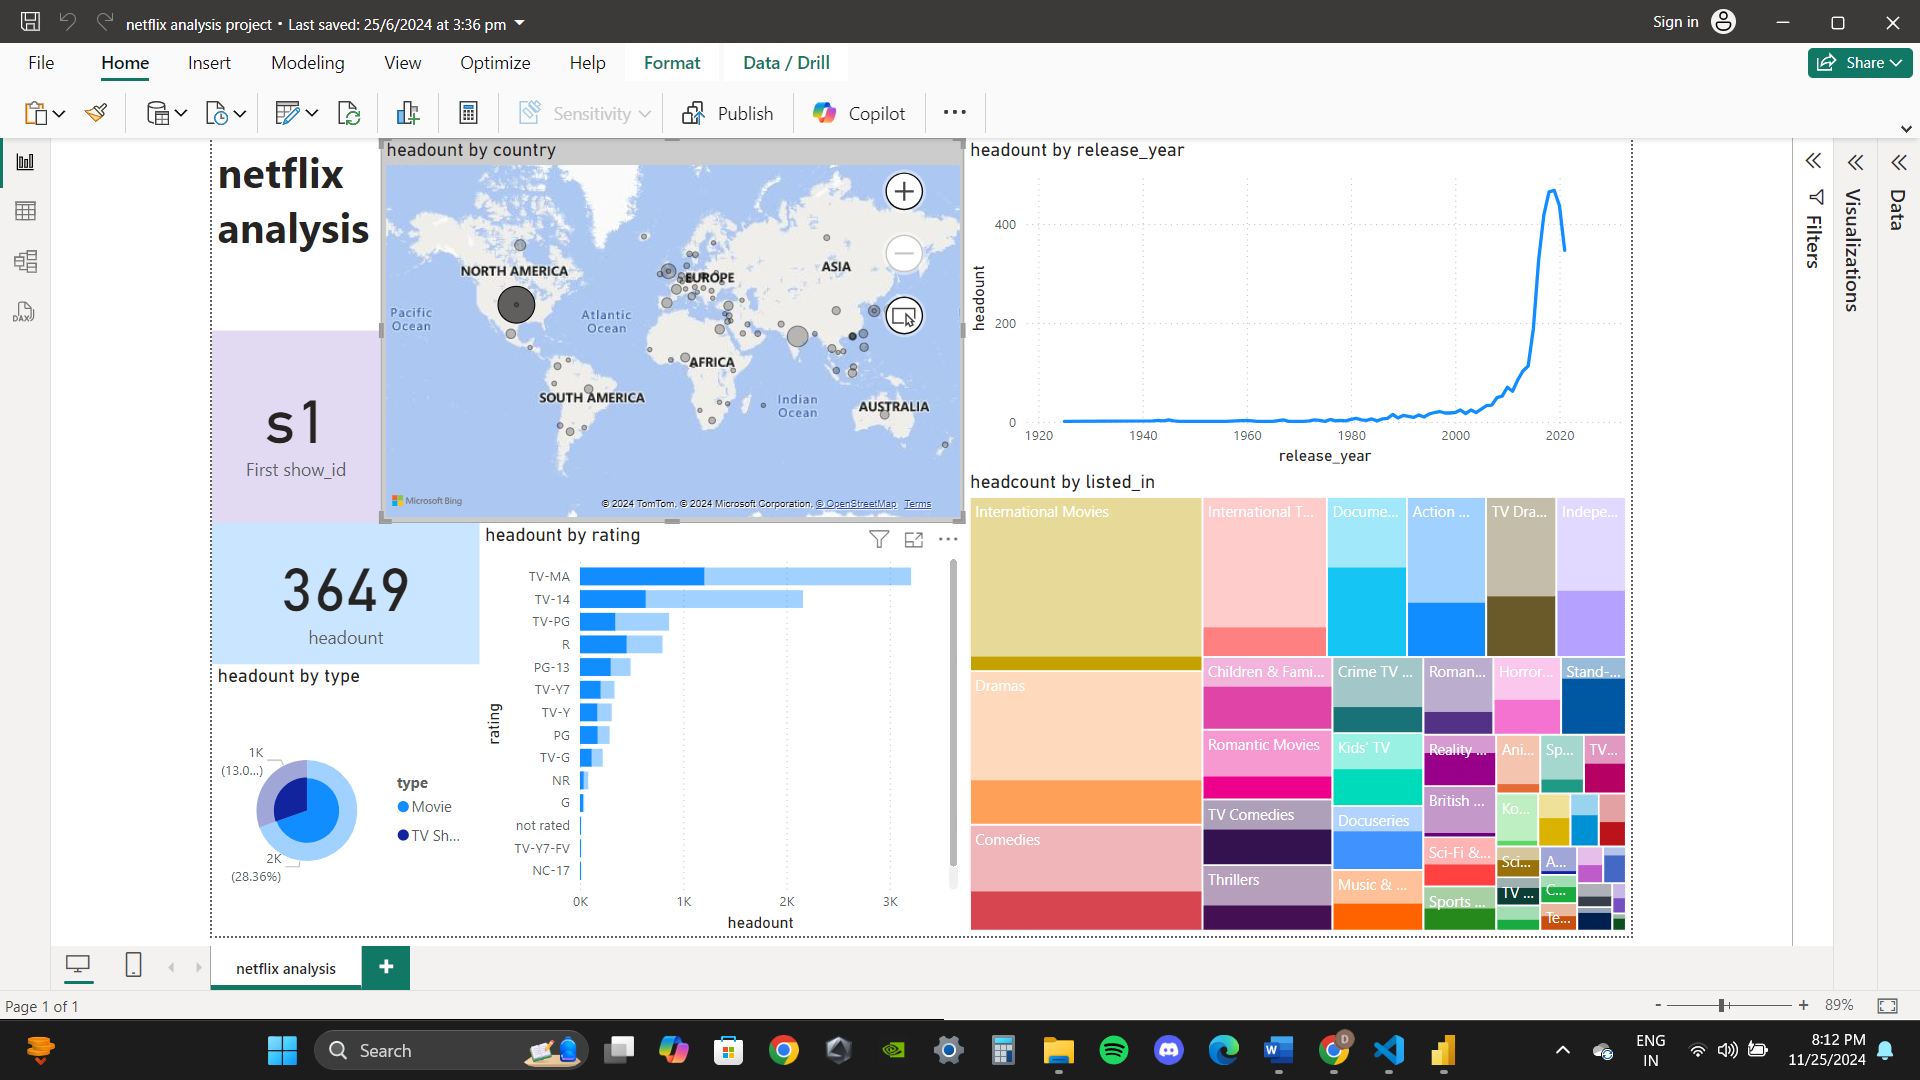 netflix analysis project • Last saved: 25/6/2024 at 3:36 pm
Sign in
File
Home
Insert
Modeling
View
Optimize
Help
Format
Data / Drill
Share
Sensitivity
Publish
Copilot
netflix
analysis
s1
First show_id
3649
headount
headount by country
NORTH AMERICA
EUROPE
ASIA
Pacific
Ocean
Atlantic
Ocean
AFRICA
SOUTH AMERICA
Indian
Ocean
AUSTRALIA
Microsoft Bing
© 2024 TomTom, © 2024 Microsoft Corporation, © OpenStreetMap Terms
headount by release_year
headount
400
200
0
1920
1940
1960
1980
2000
2020
release_year
headount by type
1K
(13.0...)
2K
(28.36%)
type
Movie
TV Sh...
headount by rating
rating
TV-MA
TV-14
TV-PG
R
PG-13
TV-Y7
TV-Y
PG
TV-G
NR
G
not rated
TV-Y7-FV
NC-17
0K
1K
2K
3K
headount
headcount by listed_in
International Movies
International T...
Docume...
Action ...
TV Dra...
Indepe...
Dramas
Children & Fami...
Crime TV ...
Roman...
Horror...
Stand-...
Romantic Movies
Kids' TV
Reality ...
Ani...
Sp...
TV...
Comedies
TV Comedies
Docuseries
British ...
Ko...
Thrillers
Music & ...
Sci-Fi &...
Sci...
A...
Sports ...
TV ...
C...
Te...
Filters
Visualizations
Data
DAX
netflix analysis
Page 1 of 1
89%
Search
ENG
IN
8:12 PM
11/25/2024